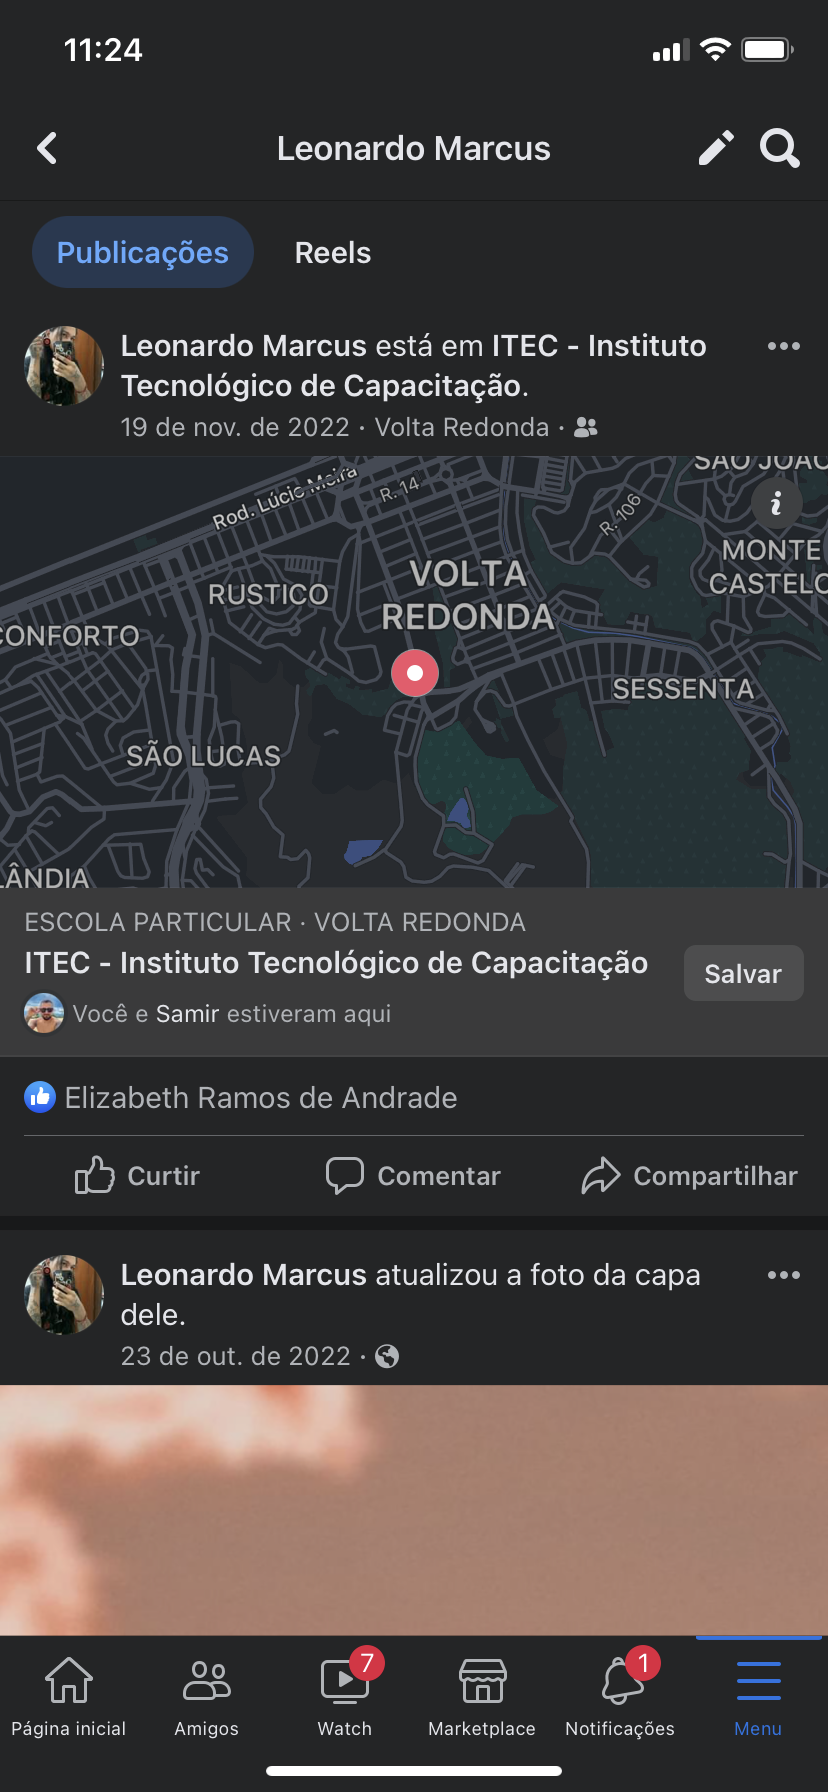 11:24
Leonardo Marcus
Publicações Reels
Leonardo Marcus está em ITEC - Instituto
Tecnológico de Capacitação.
19 de nov. de 2022 · Volta Redonda ·
SÃO JOÃO
Rod. Lúcio Meira
R. 14
R. 106
MONTE
CASTELO
VOLTA
REDONDA
RUSTICO
CONFORTO
SESSENTA
SÃO LUCAS
LÂNDIA
ESCOLA PARTICULAR · VOLTA REDONDA
ITEC - Instituto Tecnológico de Capacitação
Salvar
Você e Samir estiveram aqui
Elizabeth Ramos de Andrade
Curtir Comentar Compartilhar
Leonardo Marcus atualizou a foto da capa
dele.
23 de out. de 2022 ·
7 1
Página inicial Amigos Watch Marketplace Notificações Menu